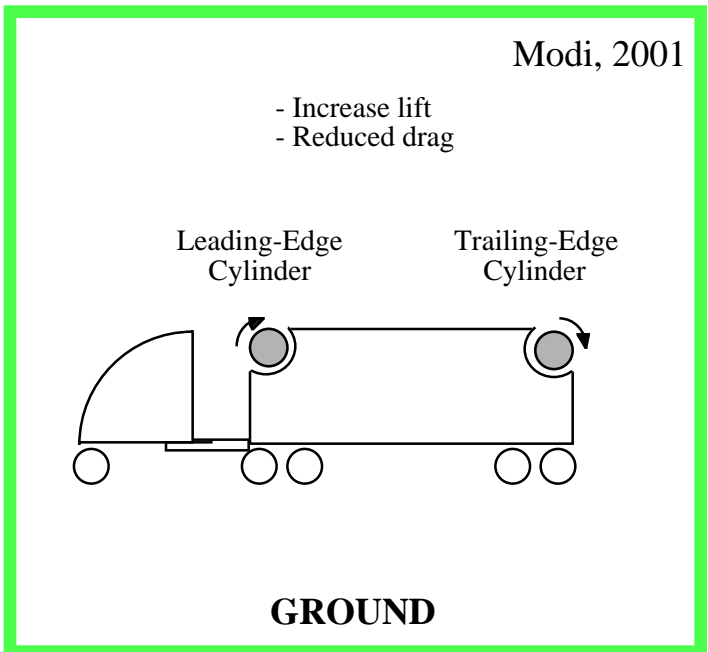 Modi, 2001
- Increase lift
- Reduced drag
Leading-Edge
Cylinder
Trailing-Edge
Cylinder
GROUND